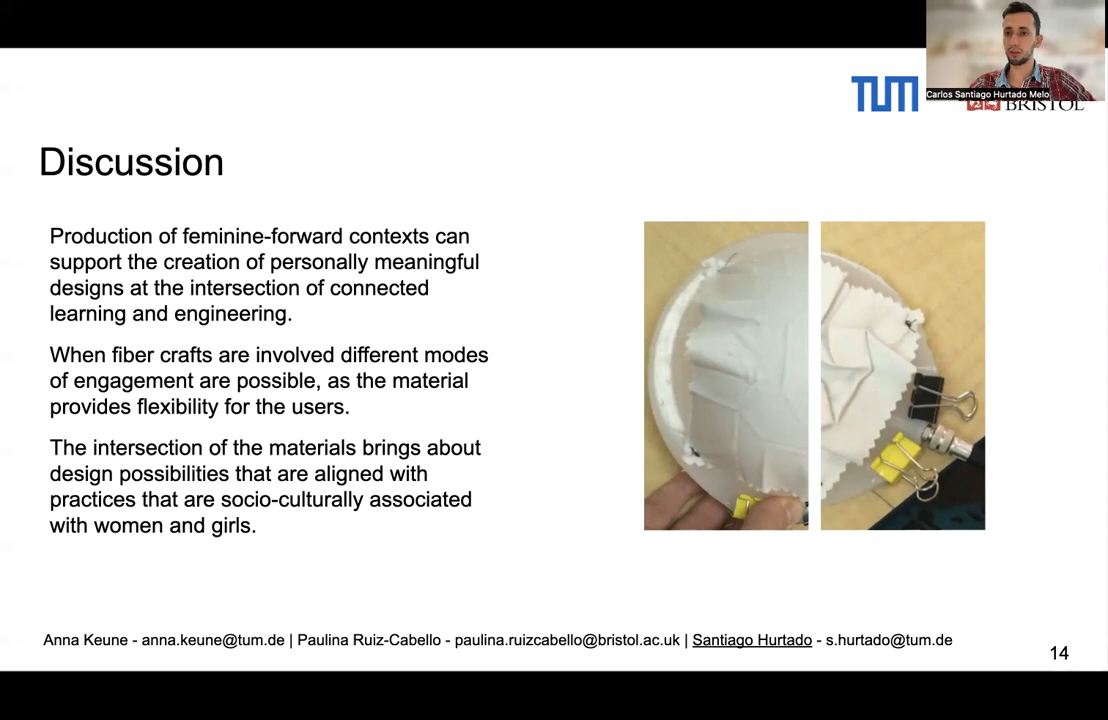 TUM
Carlos Santiago Hurtado Melo
BRISTOL
Discussion
Production of feminine-forward contexts can
support the creation of personally meaningful
designs at the intersection of connected
learning and engineering.
When fiber crafts are involved different modes
of engagement are possible, as the material
provides flexibility for the users.
The intersection of the materials brings about
design possibilities that are aligned with
practices that are socio-culturally associated
with women and girls.
Anna Keune - anna.keune@tum.de | Paulina Ruiz-Cabello - paulina.ruizcabello@bristol.ac.uk | Santiago Hurtado - s.hurtado@tum.de
14